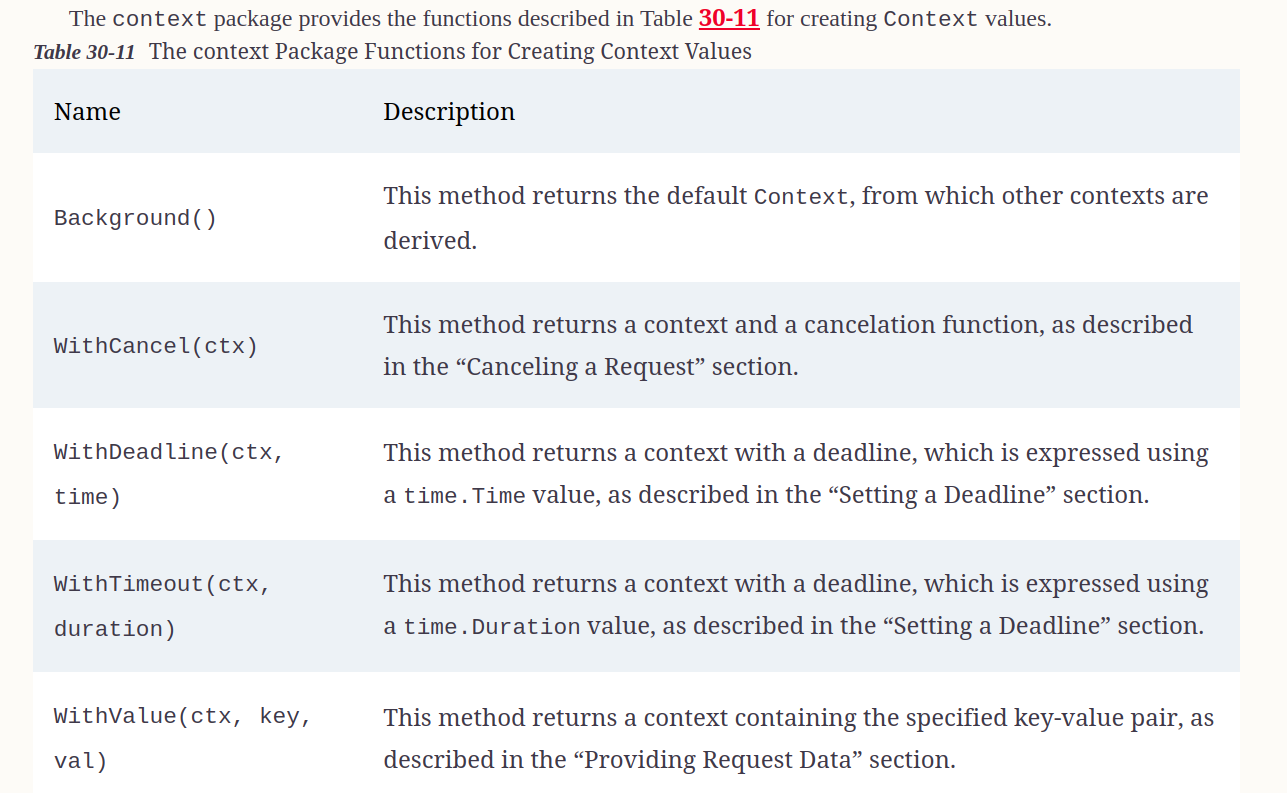 The context package provides the functions described in Table 30-11 for creating Context values.
Table 30-11 The context Package Functions for Creating Context Values
Name Description
Background()
This method returns the default Context, from which other contexts are
derived.
WithCancel(ctx)
This method returns a context and a cancelation function, as described
in the “Canceling a Request” section.
WithDeadline(ctx,
time)
This method returns a context with a deadline, which is expressed using
a time.Time value, as described in the “Setting a Deadline” section.
WithTimeout(ctx,
duration)
This method returns a context with a deadline, which is expressed using
a time.Duration value, as described in the “Setting a Deadline” section.
WithValue(ctx, key,
val)
This method returns a context containing the specified key-value pair, as
described in the “Providing Request Data” section.